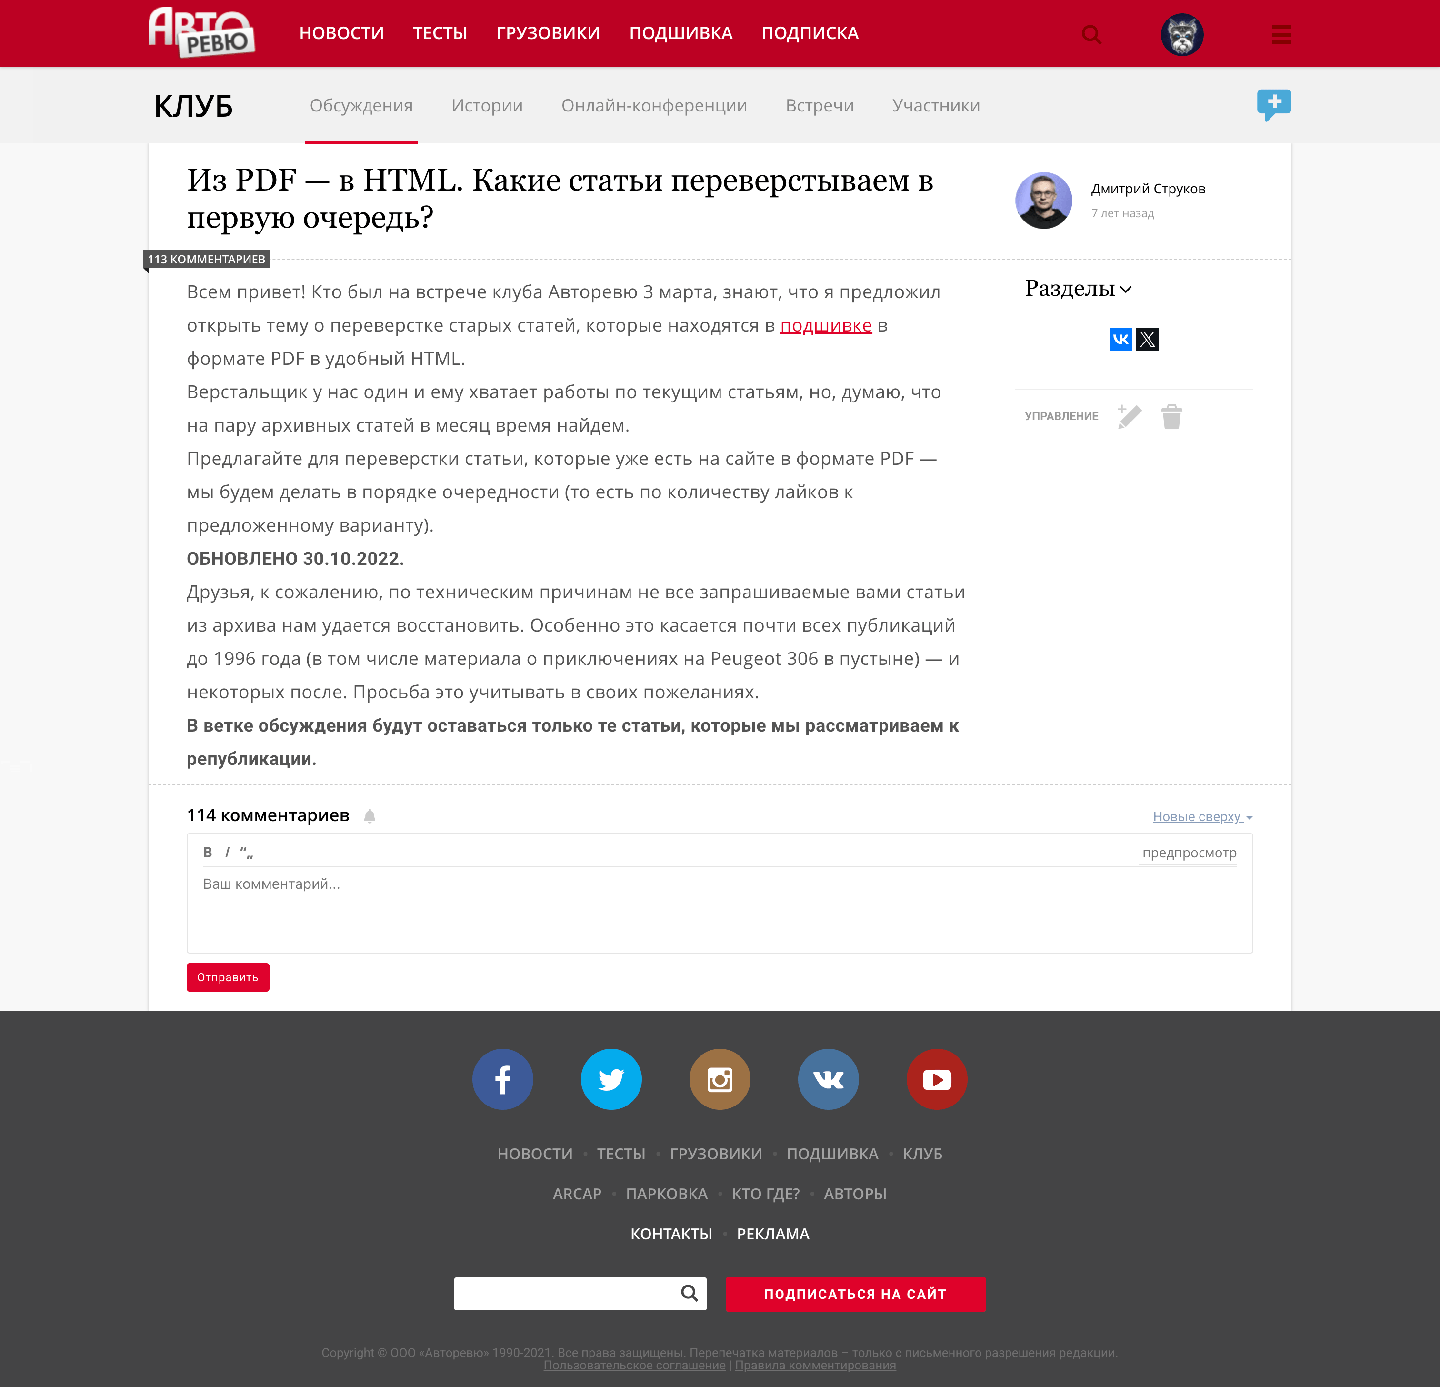 АВТО
РЕВЮ
НОВОСТИ ТЕСТЫ ГРУЗОВИКИ ПОДШИВКА ПОДПИСКА
КЛУБ
Обсуждения Истории Онлайн-конференции Встречи Участники
Из PDF — в HTML. Какие статьи переверстываем в
первую очередь?
Дмитрий Струков
7 лет назад
113 КОММЕНТАРИЕВ
Всем привет! Кто был на встрече клуба Авторевю 3 марта, знают, что я предложил
открыть тему о переверстке старых статей, которые находятся в подшивке в
формате PDF в удобный HTML.
Верстальщик у нас один и ему хватает работы по текущим статьям, но, думаю, что
на пару архивных статей в месяц время найдем.
Предлагайте для переверстки статьи, которые уже есть на сайте в формате PDF —
мы будем делать в порядке очередности (то есть по количеству лайков к
предложенному варианту).
ОБНОВЛЕНО 30.10.2022.
Друзья, к сожалению, по техническим причинам не все запрашиваемые вами статьи
из архива нам удается восстановить. Особенно это касается почти всех публикаций
до 1996 года (в том числе материала о приключениях на Peugeot 306 в пустыне) — и
некоторых после. Просьба это учитывать в своих пожеланиях.
В ветке обсуждения будут оставаться только те статьи, которые мы рассматриваем к
републикации.
Разделы
УПРАВЛЕНИЕ
114 комментариев
Новые сверху
B I “„
предпросмотр
Ваш комментарий...
Отправить
НОВОСТИ • ТЕСТЫ • ГРУЗОВИКИ • ПОДШИВКА • КЛУБ
ARCAP • ПАРКОВКА • КТО ГДЕ? • АВТОРЫ
КОНТАКТЫ • РЕКЛАМА
ПОДПИСАТЬСЯ НА САЙТ
Copyright © ООО «Авторевю» 1990-2021. Все права защищены. Перепечатка материалов – только с письменного разрешения редакции.
Пользовательское соглашение | Правила комментирования